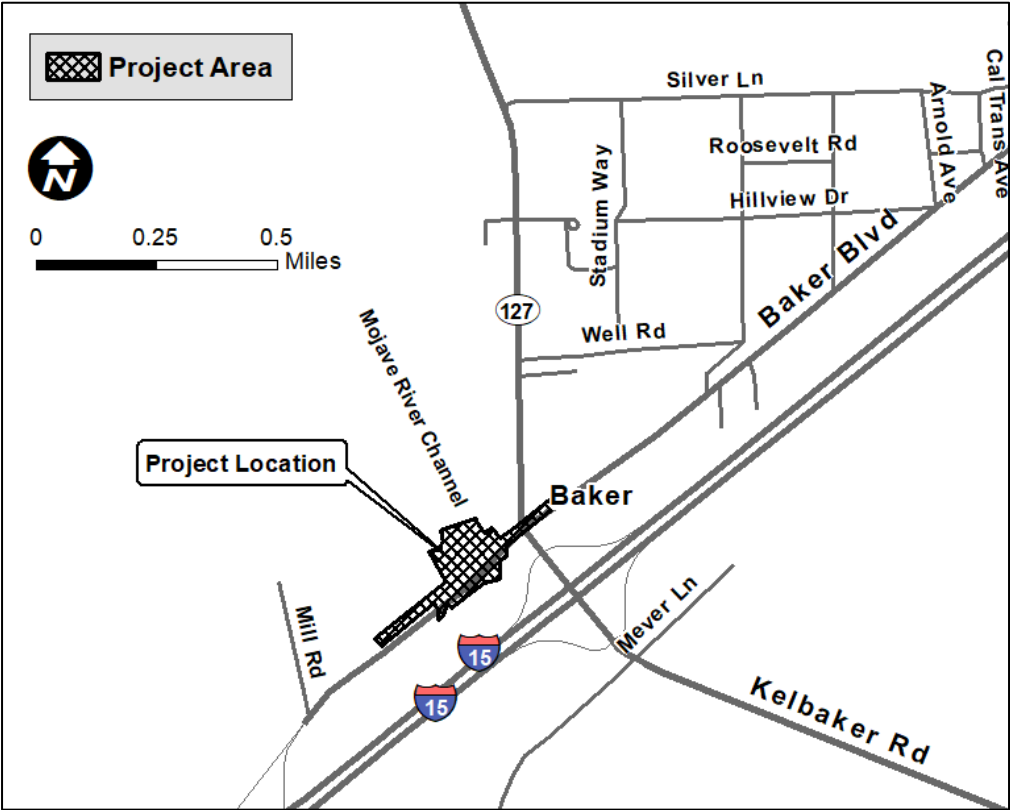 Project Area
N
0 0.25 0.5
Miles
Silver Ln
Cal Trans Ave
Arnold Ave
Roosevelt Rd
Stadium Way
Hillview Dr
Baker Blvd
127
Well Rd
Mojave River Channel
Project Location
Baker
Mill Rd
Meyer Ln
15
15
Kelbaker Rd